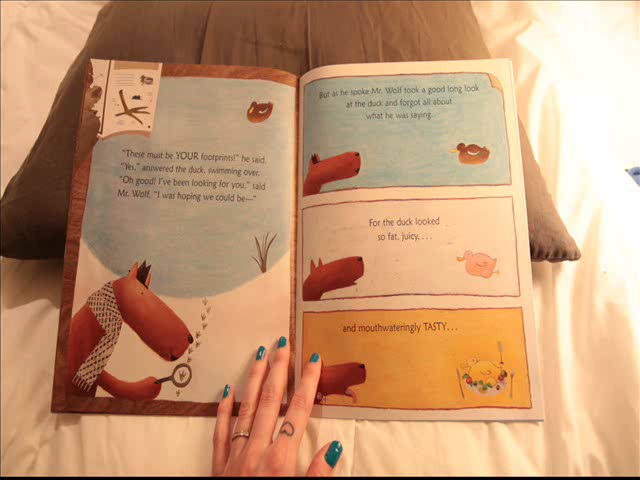 "These must be YOUR footprints!" he said.
"Yes," answered the duck, swimming over.
"Oh good! I've been looking for you," said
Mr. Wolf, "I was hoping we could be—"
But as he spoke Mr. Wolf took a good long look
at the duck and forgot all about
what he was saying.
For the duck looked
so fat, juicy, . . .
and mouthwateringly TASTY . . .